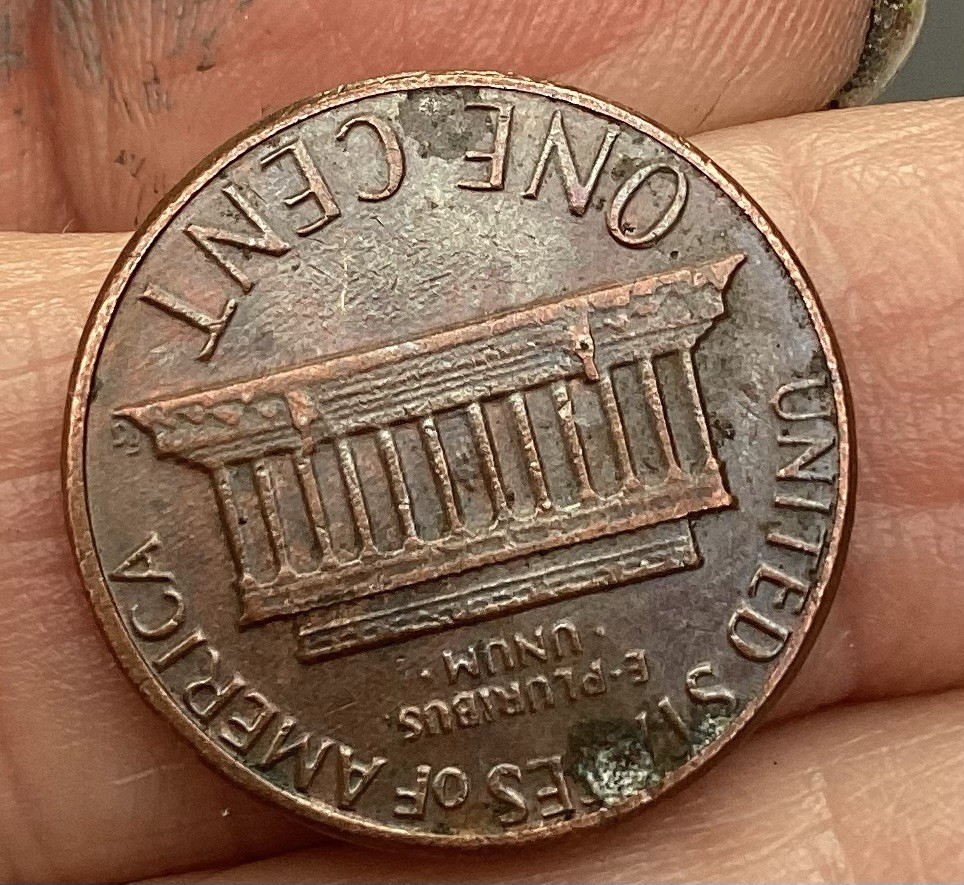 UNITED STATES OF AMERICA
E·PLURIBUS
·UNUM·
ONE CENT